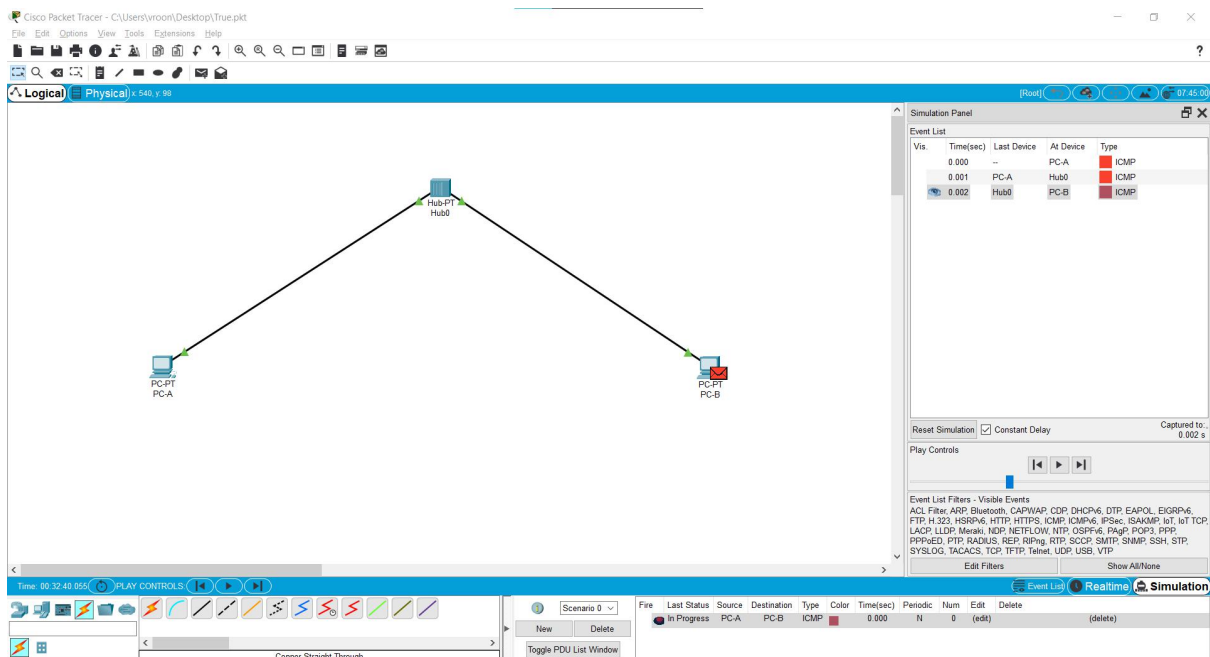 Cisco Packet Tracer - C:\Users\vroon\Desktop\True.pkt
File Edit Options View Tools Extensions Help
?
Logical Physical x: 540, y: 98 [Root] 07:45:00
Simulation Panel
Event List
Vis. Time(sec) Last Device At Device Type
0.000 -- PC-A ICMP
0.001 PC-A Hub0 ICMP
0.002 Hub0 PC-B ICMP
Hub-PT
Hub0
PC-PT
PC-A
PC-PT
PC-B
Reset Simulation Constant Delay Captured to:
0.002 s
Play Controls
Event List Filters - Visible Events
ACL Filter, ARP, Bluetooth, CAPWAP, CDP, DHCPv6, DTP, EAPOL, EIGRPv6,
FTP, H.323, HSRPv6, HTTP, HTTPS, ICMP, ICMPv6, IPSec, ISAKMP, IoT, IoT TCP,
LACP, LLDP, Meraki, NDP, NETFLOW, NTP, OSPFv6, PAgP, POP3, PPP,
PPPoED, PTP, RADIUS, REP, RIPng, RTP, SCCP, SMTP, SNMP, SSH, STP,
SYSLOG, TACACS, TCP, TFTP, Telnet, UDP, USB, VTP
Edit Filters Show All/None
Time: 00:32:40.055 PLAY CONTROLS: Event List Realtime Simulation
Scenario 0
New Delete
Toggle PDU List Window
Fire Last Status Source Destination Type Color Time(sec) Periodic Num Edit Delete
In Progress PC-A PC-B ICMP 0.000 N 0 (edit) (delete)
Copper Straight-Through